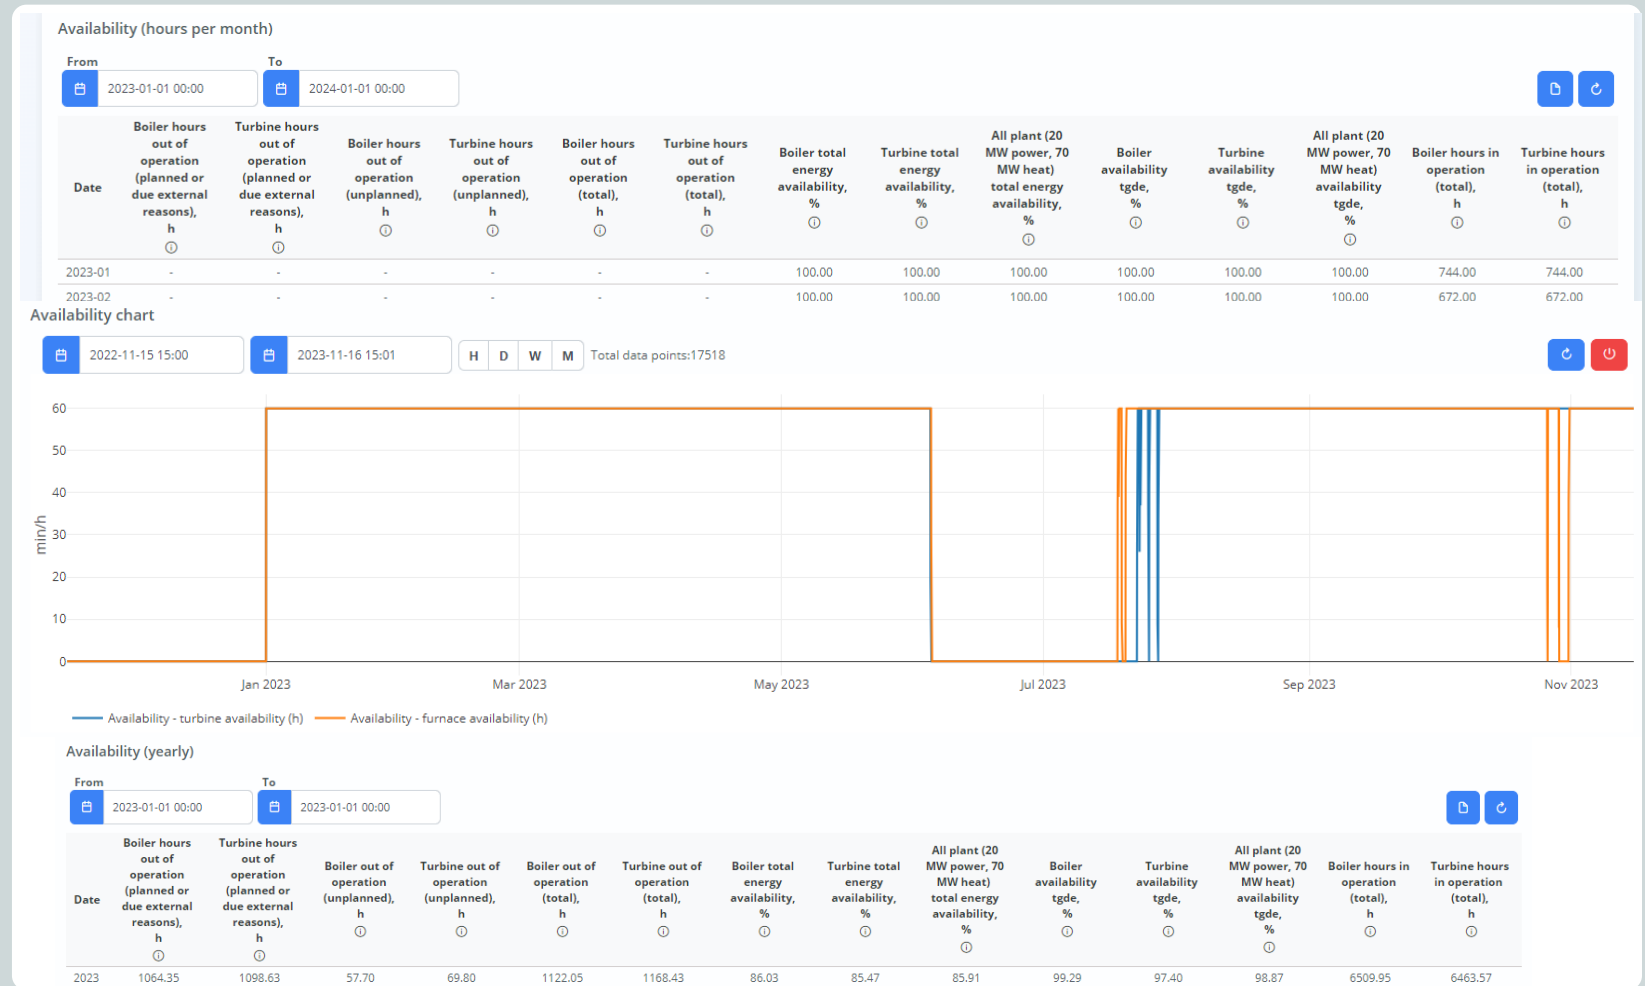 Availability (hours per month)
From To
2023-01-01 00:00 2024-01-01 00:00
Date
Boiler hours out of operation (planned or due external reasons), h
Turbine hours out of operation (planned or due external reasons), h
Boiler hours out of operation (unplanned), h
Turbine hours out of operation (unplanned), h
Boiler hours out of operation (total), h
Turbine hours out of operation (total), h
Boiler total energy availability, %
Turbine total energy availability, %
All plant (20 MW power, 70 MW heat) total energy availability, %
Boiler availability tgde, %
Turbine availability tgde, %
All plant (20 MW power, 70 MW heat) availability tgde, %
Boiler hours in operation (total), h
Turbine hours in operation (total), h
2023-01 - - - - - - 100.00 100.00 100.00 100.00 100.00 100.00 744.00 744.00
2023-02 - - - - - - 100.00 100.00 100.00 100.00 100.00 100.00 672.00 672.00
Availability chart
2022-11-15 15:00 2023-11-16 15:01 H D W M Total data points:17518
60
50
40
30
20
10
0
min/h
Jan 2023 Mar 2023 May 2023 Jul 2023 Sep 2023 Nov 2023
Availability - turbine availability (h) Availability - furnace availability (h)
Availability (yearly)
From To
2023-01-01 00:00 2023-01-01 00:00
Date
Boiler hours out of operation (planned or due external reasons), h
Turbine hours out of operation (planned or due external reasons), h
Boiler out of operation (unplanned), h
Turbine out of operation (unplanned), h
Boiler out of operation (total), h
Turbine out of operation (total), h
Boiler total energy availability, %
Turbine total energy availability, %
All plant (20 MW power, 70 MW heat) total energy availability, %
Boiler availability tgde, %
Turbine availability tgde, %
All plant (20 MW power, 70 MW heat) availability tgde, %
Boiler hours in operation (total), h
Turbine hours in operation (total), h
2023 1064.35 1098.63 57.70 69.80 1122.05 1168.43 86.03 85.47 85.91 99.29 97.40 98.87 6509.95 6463.57